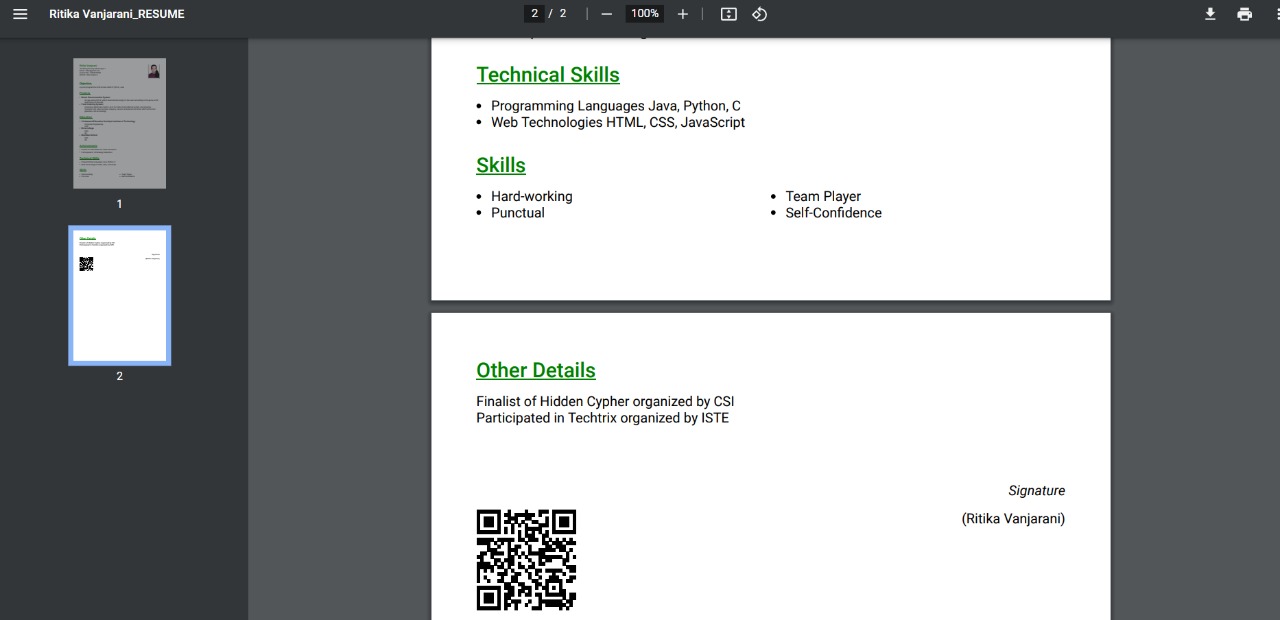 Ritika Vanjarani_RESUME
2 / 2
100%
Technical Skills
Programming Languages Java, Python, C
Web Technologies HTML, CSS, JavaScript
Skills
Hard-working
Punctual
Team Player
Self-Confidence
1
2
Other Details
Finalist of Hidden Cypher organized by CSI
Participated in Techtrix organized by ISTE
Signature
(Ritika Vanjarani)